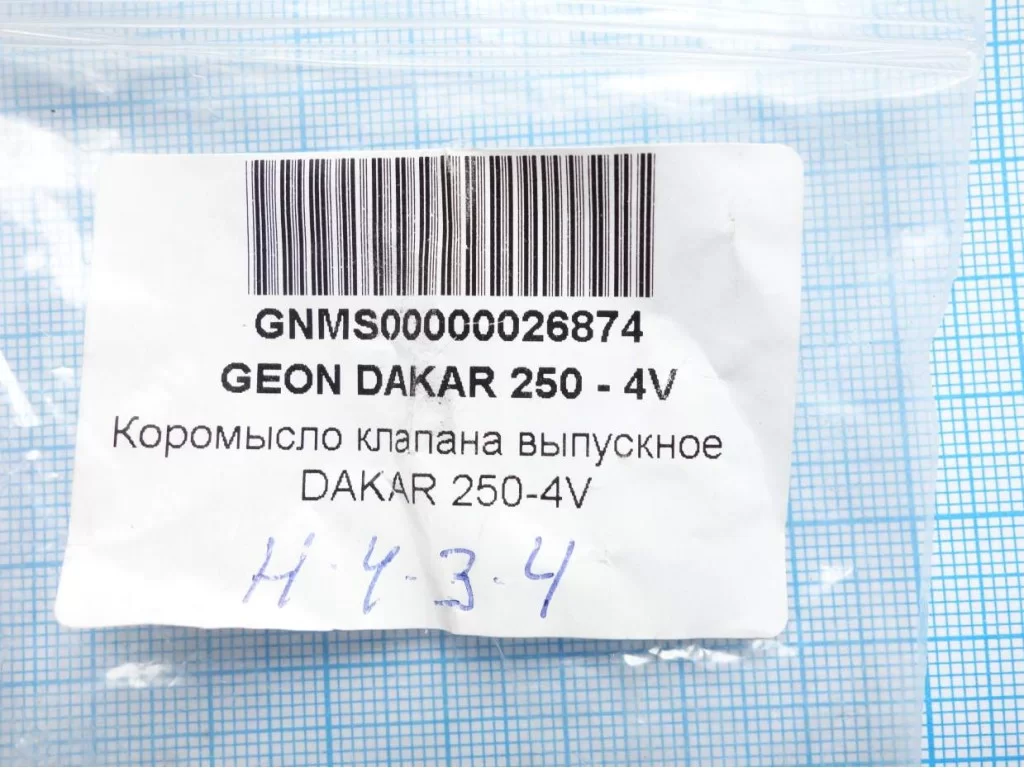 GNMS00000026874
GEON DAKAR 250 - 4V
Коромысло клапана выпускное
DAKAR 250-4V
H-4-3-4